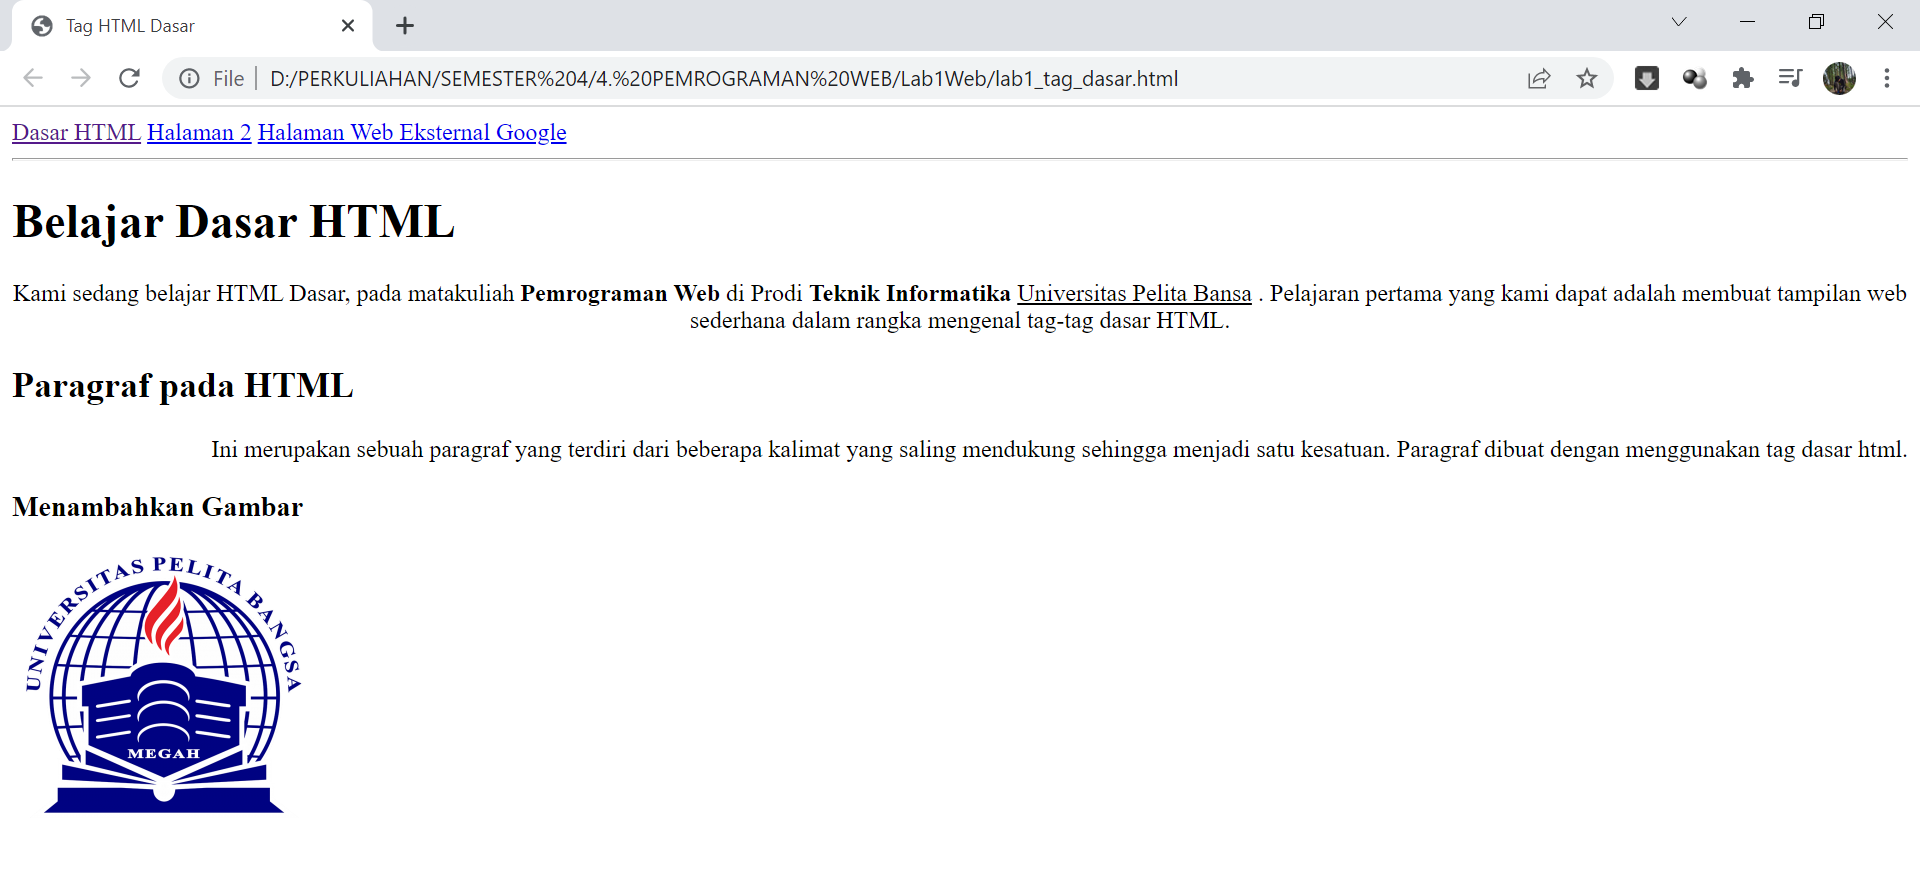 Tag HTML Dasar
File
D:/PERKULIAHAN/SEMESTER%204/4.%20PEMROGRAMAN%20WEB/Lab1Web/lab1_tag_dasar.html
Dasar HTML Halaman 2 Halaman Web Eksternal Google
Belajar Dasar HTML
Kami sedang belajar HTML Dasar, pada matakuliah Pemrograman Web di Prodi Teknik Informatika Universitas Pelita Bansa . Pelajaran pertama yang kami dapat adalah membuat tampilan web
sederhana dalam rangka mengenal tag-tag dasar HTML.
Paragraf pada HTML
Ini merupakan sebuah paragraf yang terdiri dari beberapa kalimat yang saling mendukung sehingga menjadi satu kesatuan. Paragraf dibuat dengan menggunakan tag dasar html.
Menambahkan Gambar
UNIVERSITAS PELITA BANGSA
MEGAH